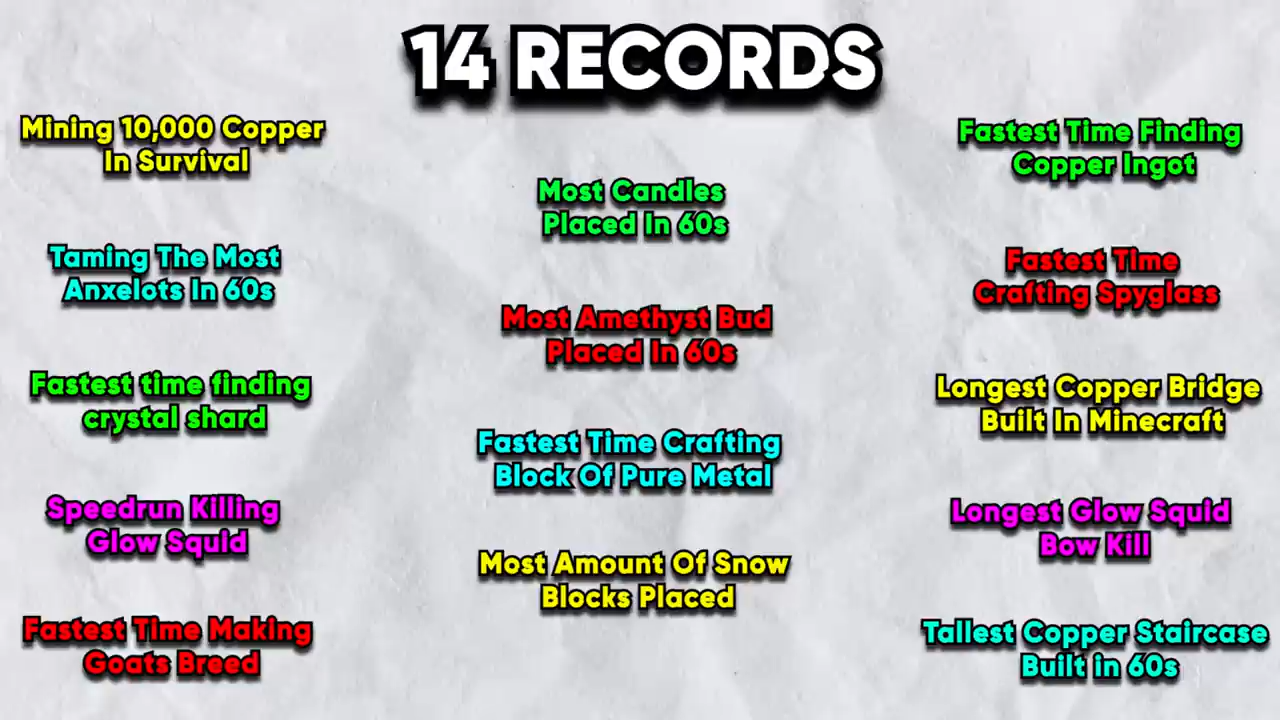 14 RECORDS
Mining 10,000 Copper
In Survival
Taming The Most
Anxelots In 60s
Fastest time finding
crystal shard
Speedrun Killing
Glow Squid
Fastest Time Making
Goats Breed
Most Candles
Placed In 60s
Most Amethyst Bud
Placed In 60s
Fastest Time Crafting
Block Of Pure Metal
Most Amount Of Snow
Blocks Placed
Fastest Time Finding
Copper Ingot
Fastest Time
Crafting Spyglass
Longest Copper Bridge
Built In Minecraft
Longest Glow Squid
Bow Kill
Tallest Copper Staircase
Built in 60s